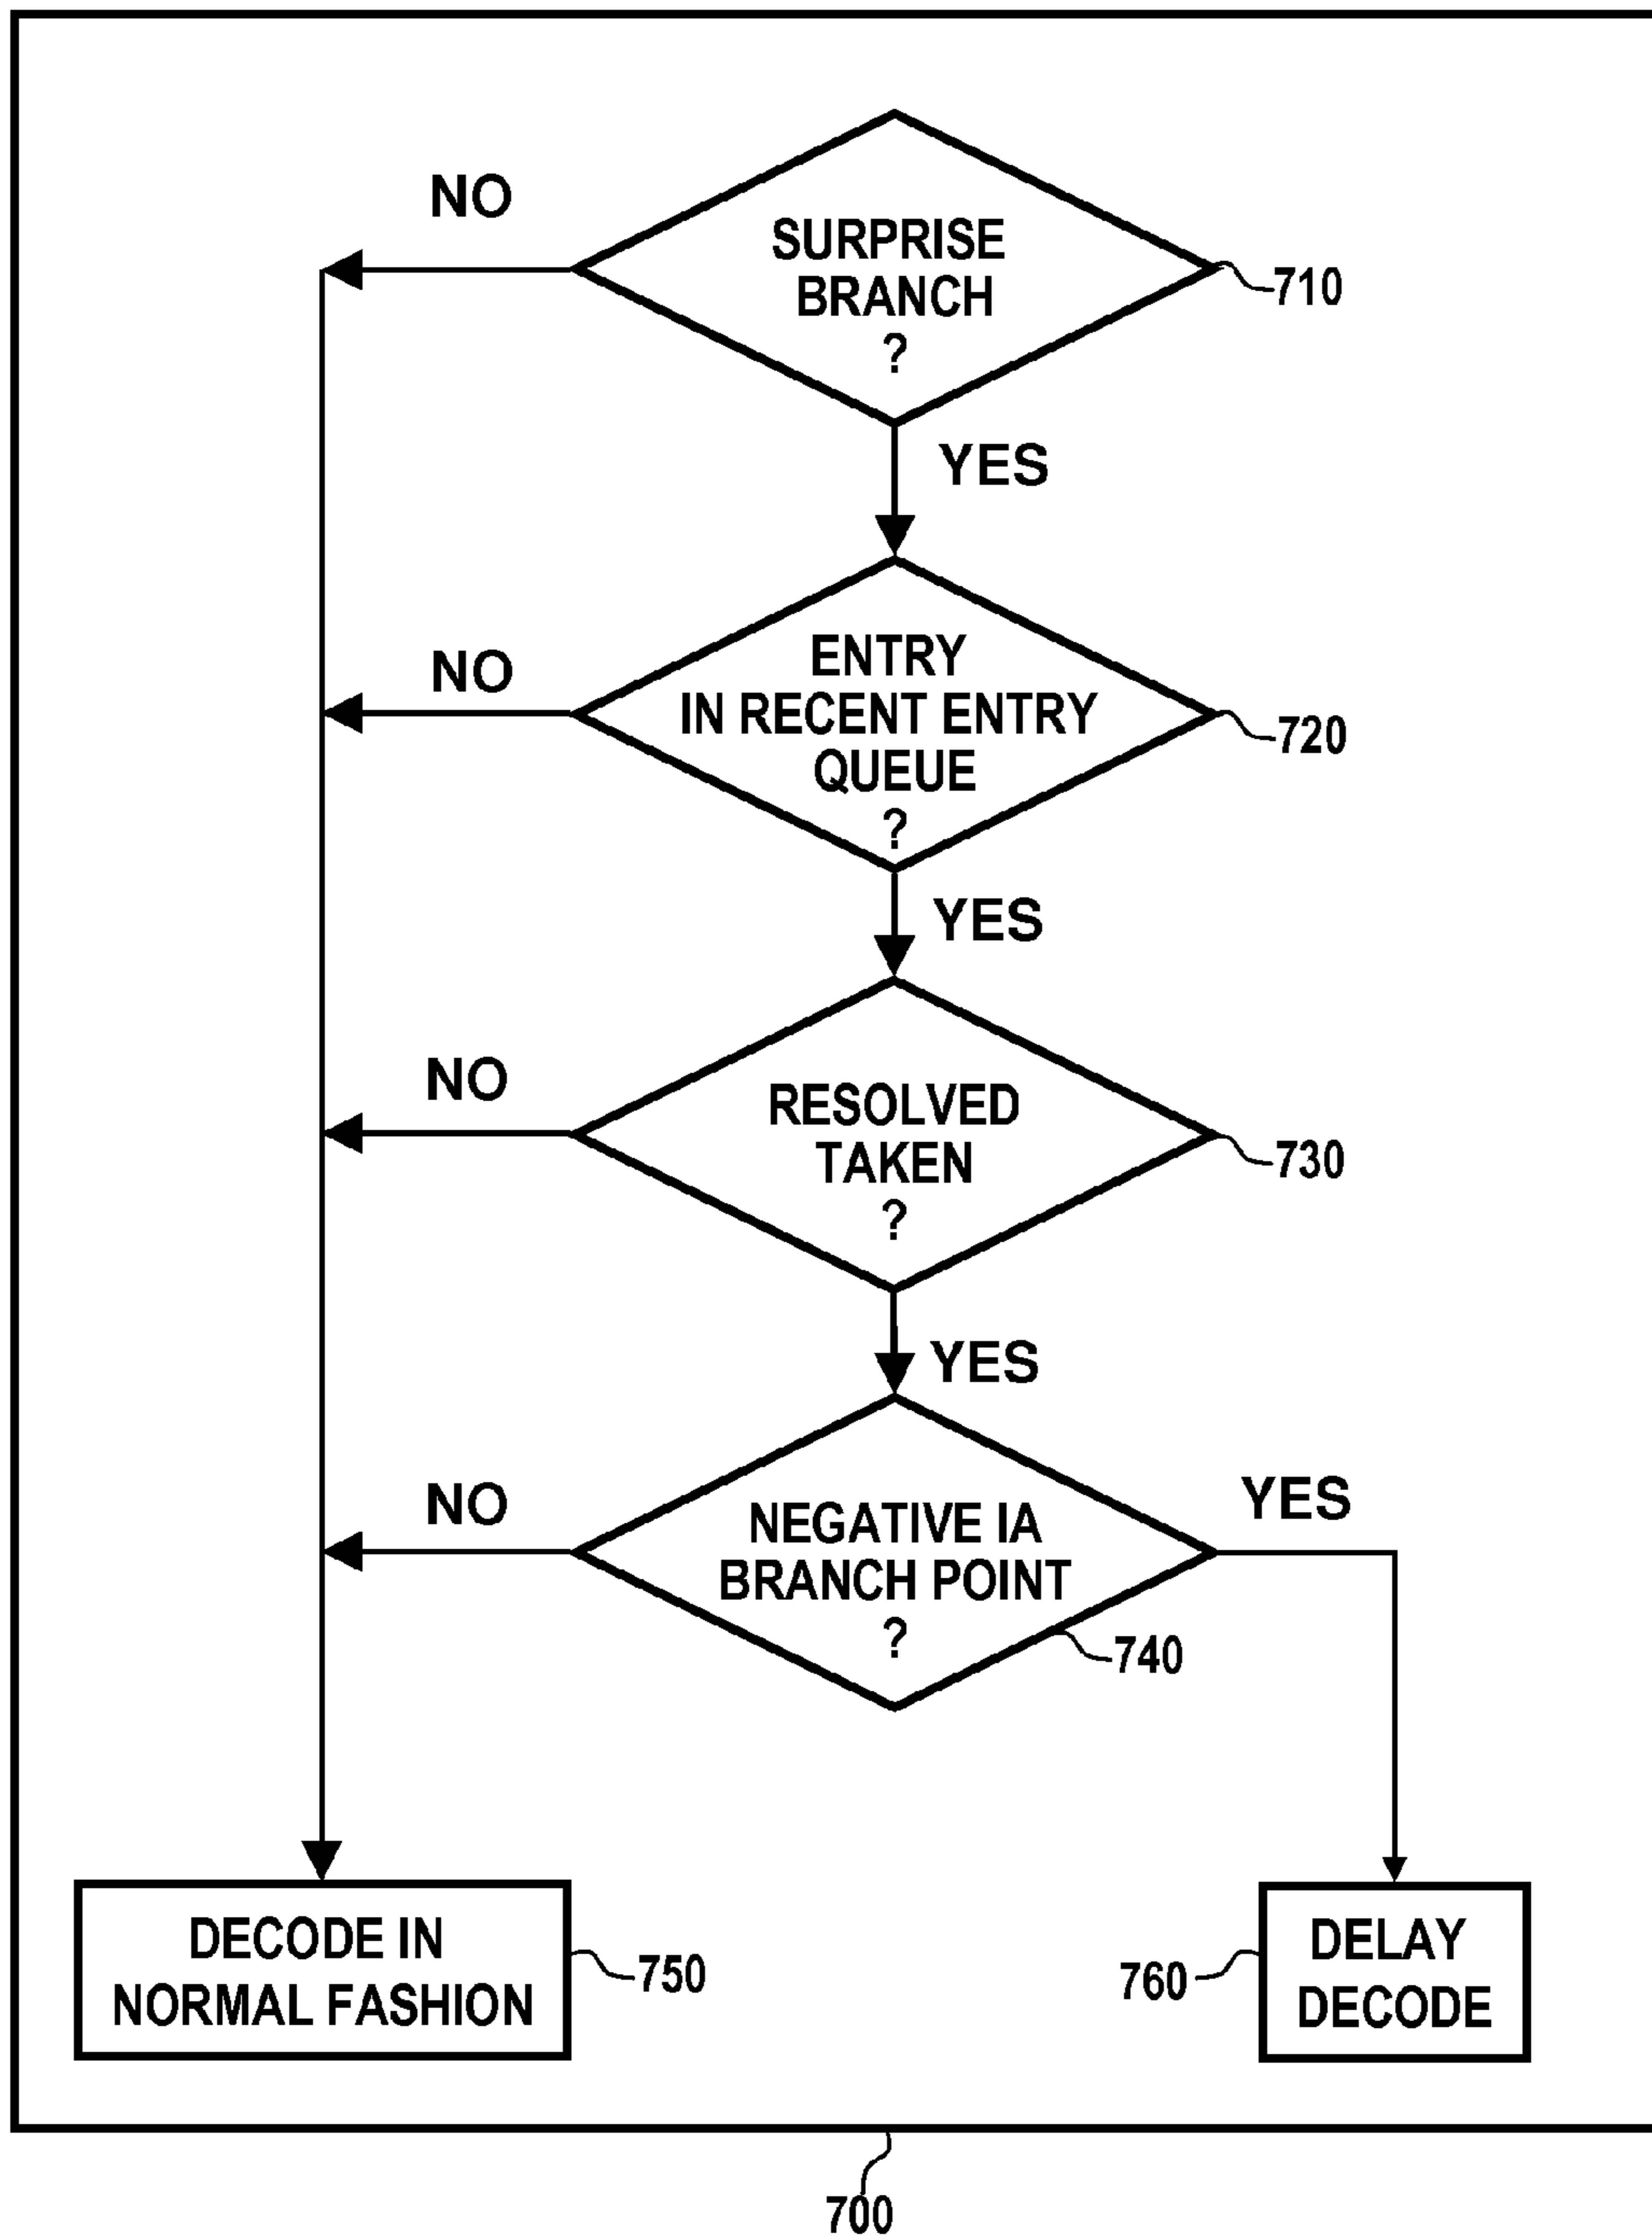 NO
SURPRISE
BRANCH
?
710
YES
NO
ENTRY
IN RECENT ENTRY
QUEUE
?
720
YES
NO
RESOLVED
TAKEN
?
730
YES
NO
NEGATIVE IA
BRANCH POINT
?
YES
740
DECODE IN
NORMAL FASHION
750
760
DELAY
DECODE
700